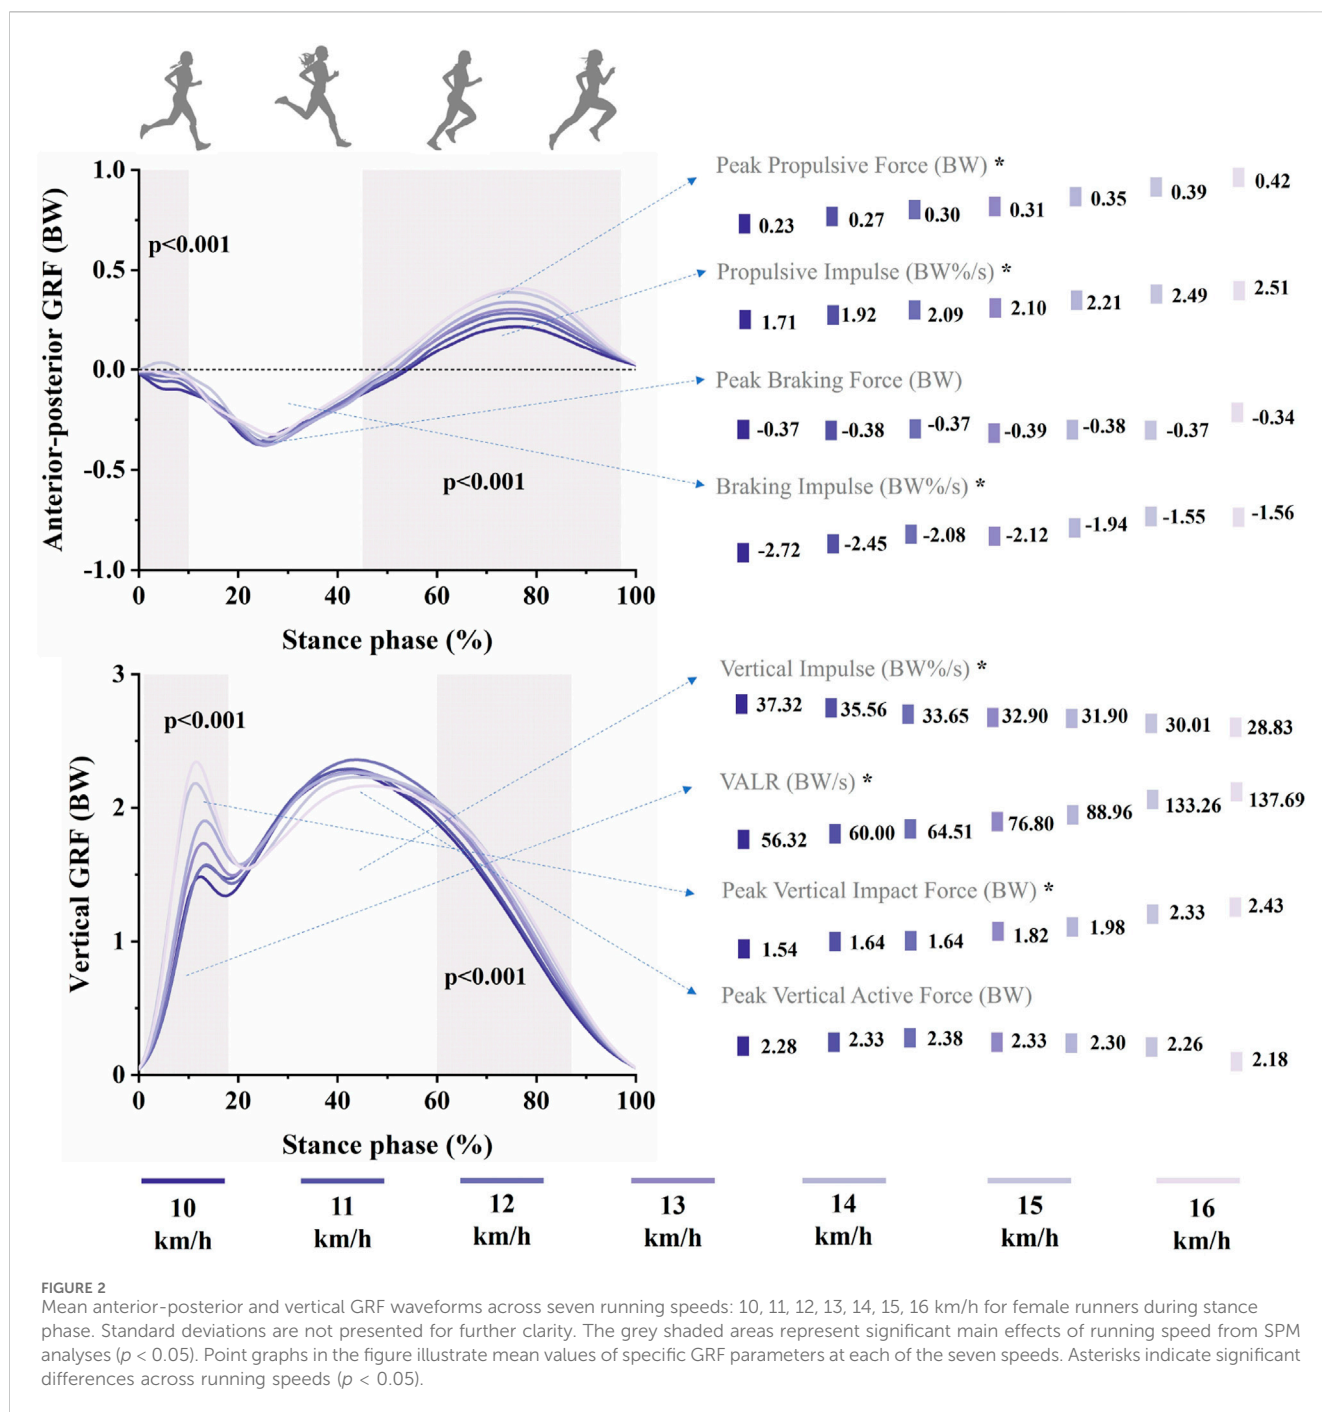 1.0
0.5
0.0
-0.5
-1.0
Anterior-posterior GRF (BW)
p<0.001
p<0.001
0 20 40 60 80 100
Stance phase (%)
Peak Propulsive Force (BW) *
0.23 0.27 0.30 0.31 0.35 0.39 0.42
Propulsive Impulse (BW%/s) *
1.71 1.92 2.09 2.10 2.21 2.49 2.51
Peak Braking Force (BW)
-0.37 -0.38 -0.37 -0.39 -0.38 -0.37 -0.34
Braking Impulse (BW%/s) *
-2.72 -2.45 -2.08 -2.12 -1.94 -1.55 -1.56
3
2
1
0
Vertical GRF (BW)
p<0.001
p<0.001
0 20 40 60 80 100
Stance phase (%)
Vertical Impulse (BW%/s) *
37.32 35.56 33.65 32.90 31.90 30.01 28.83
VALR (BW/s) *
56.32 60.00 64.51 76.80 88.96 133.26 137.69
Peak Vertical Impact Force (BW) *
1.54 1.64 1.64 1.82 1.98 2.33 2.43
Peak Vertical Active Force (BW)
2.28 2.33 2.38 2.33 2.30 2.26 2.18
10 11 12 13 14 15 16
km/h km/h km/h km/h km/h km/h km/h
FIGURE 2
Mean anterior-posterior and vertical GRF waveforms across seven running speeds: 10, 11, 12, 13, 14, 15, 16 km/h for female runners during stance
phase. Standard deviations are not presented for further clarity. The grey shaded areas represent significant main effects of running speed from SPM
analyses (p < 0.05). Point graphs in the figure illustrate mean values of specific GRF parameters at each of the seven speeds. Asterisks indicate significant
differences across running speeds (p < 0.05).